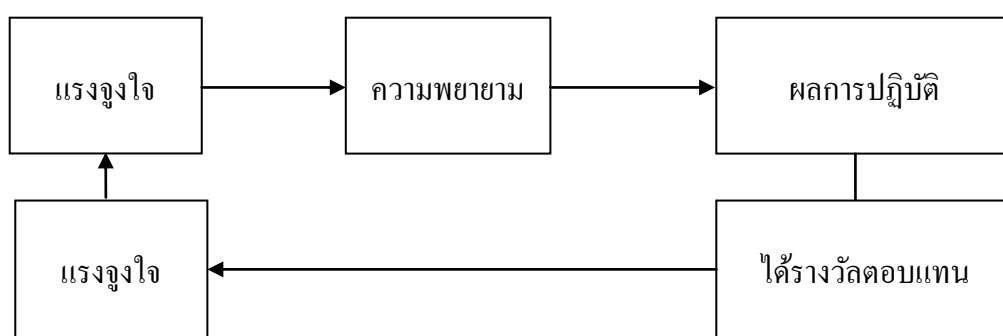 แรงจูงใจ
ความพยายาม
ผลการปฏิบัติ
แรงจูงใจ
ได้รางวัลตอบแทน